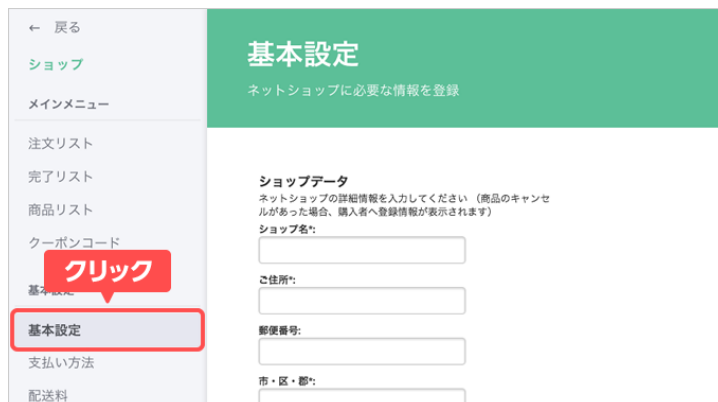 ← 戻る
ショップ
メインメニュー
注文リスト
完了リスト
商品リスト
クーポンコード
クリック
基本設定
基本設定
支払い方法
配送料
基本設定
ネットショップに必要な情報を登録
ショップデータ
ネットショップの詳細情報を入力してください （商品のキャンセ
ルがあった場合、購入者へ登録情報が表示されます）
ショップ名*:
ご住所*:
郵便番号:
市・区・郡*: